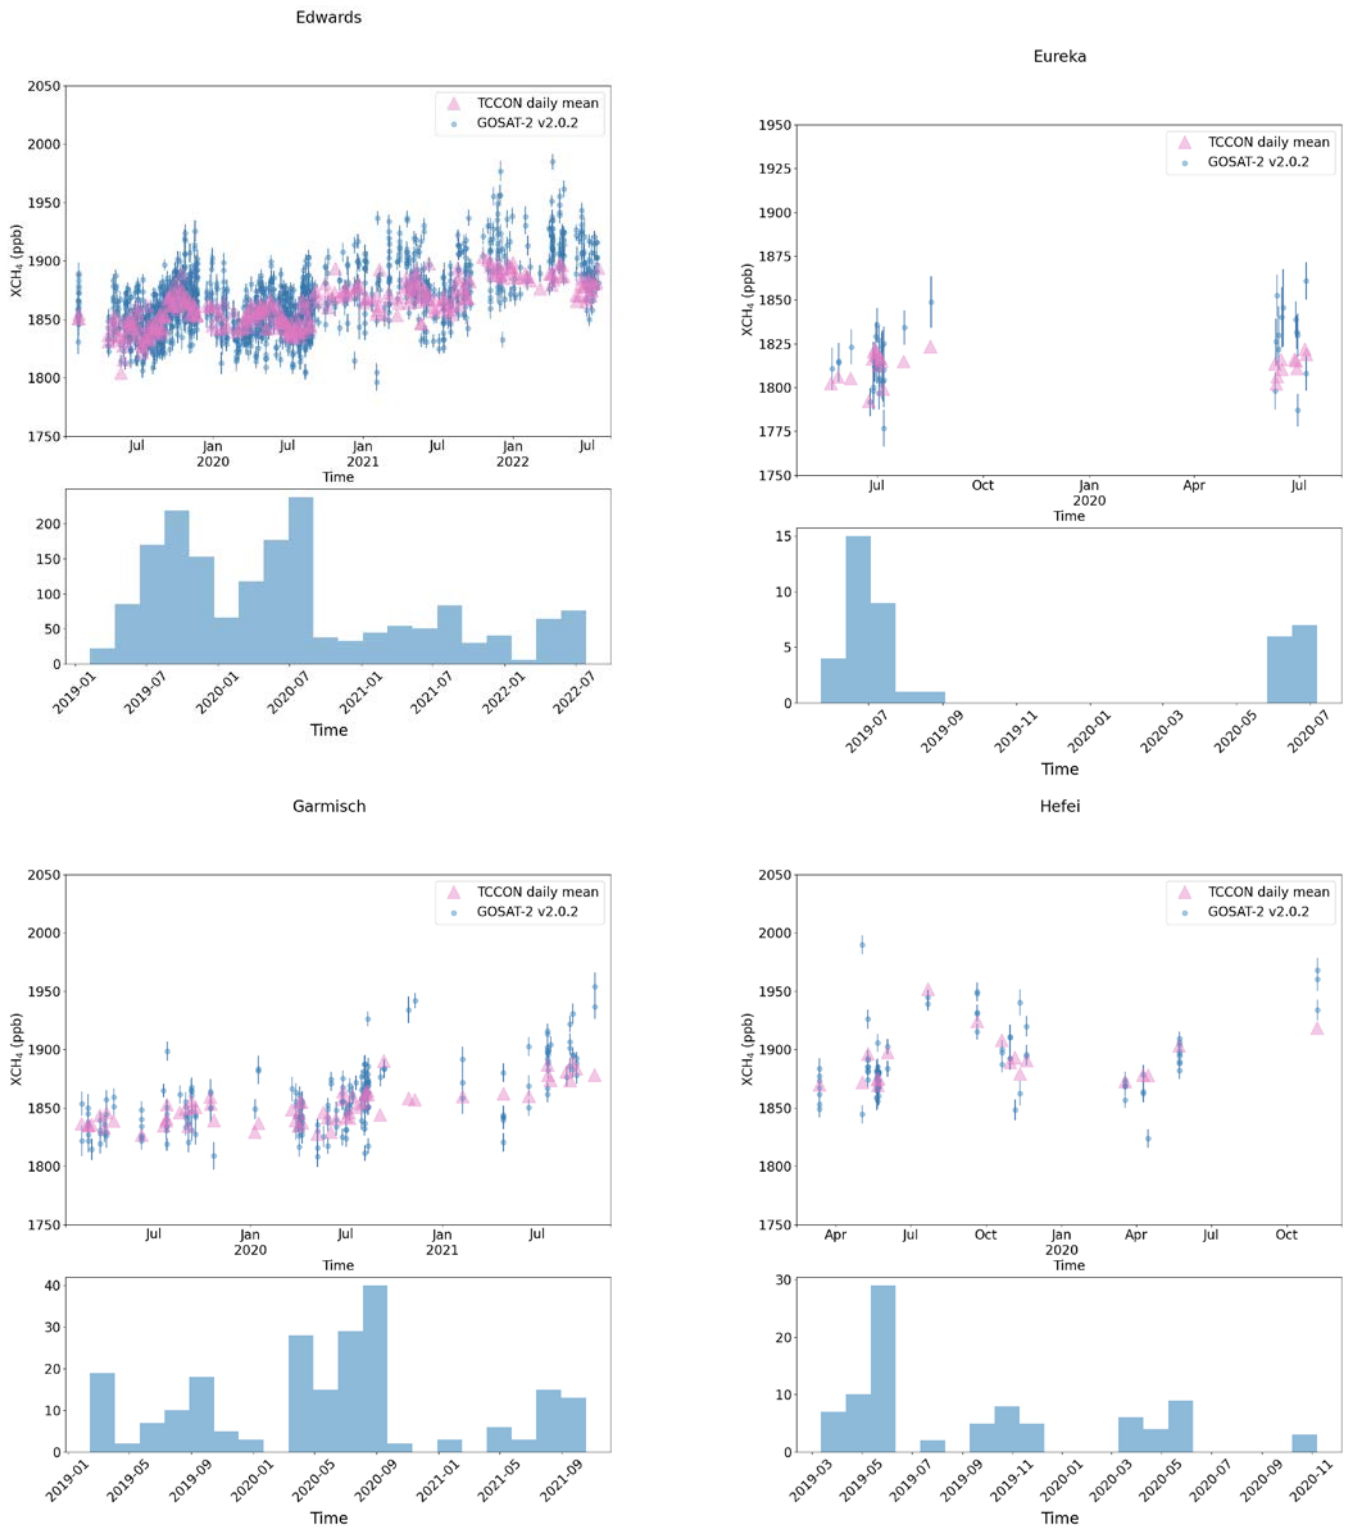 Edwards
2050
2000
1950
1900
1850
1800
1750
XCH₄ (ppb)
TCCON daily mean
GOSAT-2 v2.0.2
Jul Jan Jul Jan Jul Jan Jul
2020 2021 2022
Time
200
150
100
50
0
2019-01 2019-07 2020-01 2020-07 2021-01 2021-07 2022-01 2022-07
Time
Eureka
1950
1925
1900
1875
1850
1825
1800
1775
1750
XCH₄ (ppb)
TCCON daily mean
GOSAT-2 v2.0.2
Jul Oct Jan Apr Jul
2020
Time
15
10
5
0
2019-07 2019-09 2019-11 2020-01 2020-03 2020-05 2020-07
Time
Garmisch
2050
2000
1950
1900
1850
1800
1750
XCH₄ (ppb)
TCCON daily mean
GOSAT-2 v2.0.2
Jul Jan Jul Jan Jul
2020 2021
Time
40
30
20
10
0
2019-01 2019-05 2019-09 2020-01 2020-05 2020-09 2021-01 2021-05 2021-09
Time
Hefei
2050
2000
1950
1900
1850
1800
1750
XCH₄ (ppb)
TCCON daily mean
GOSAT-2 v2.0.2
Apr Jul Oct Jan Apr Jul Oct
2020
Time
30
20
10
0
2019-03 2019-05 2019-07 2019-09 2019-11 2020-01 2020-03 2020-05 2020-07 2020-09 2020-11
Time